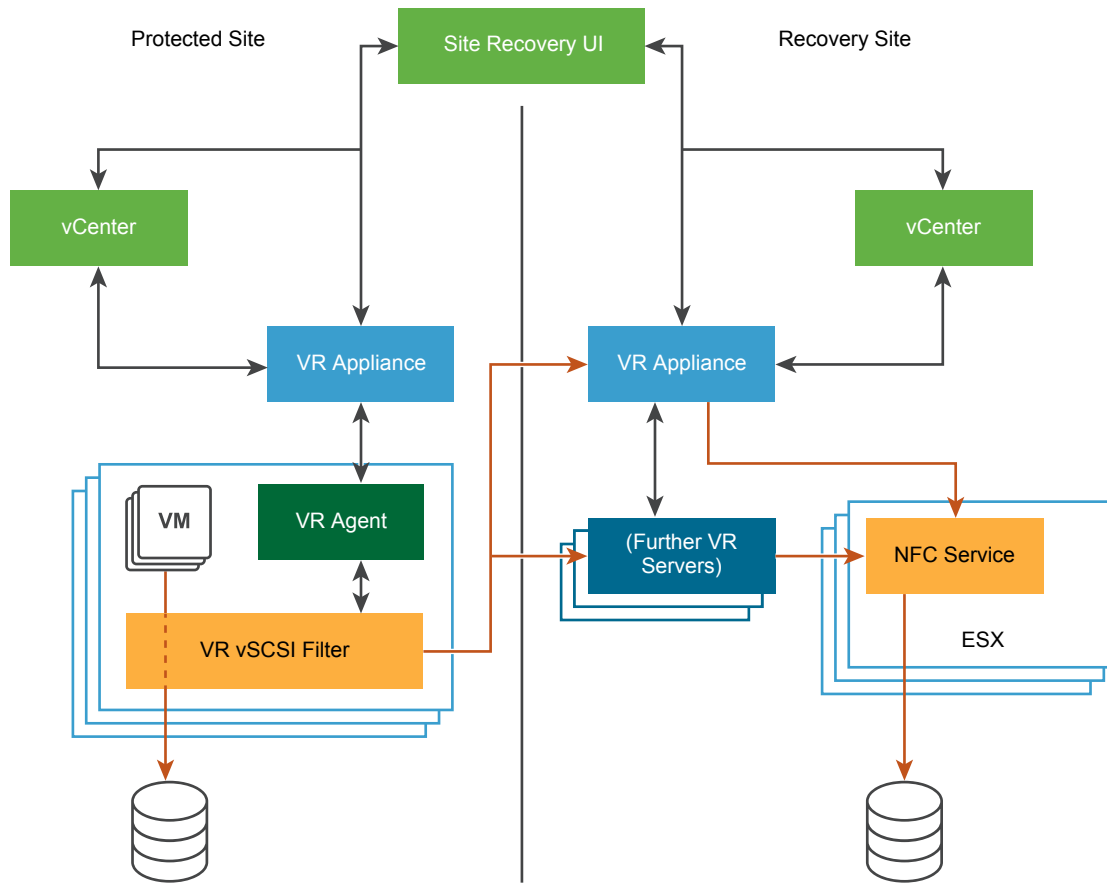 Protected Site
Site Recovery UI
Recovery Site
vCenter
vCenter
VR Appliance
VR Appliance
VM
VR Agent
(Further VR
Servers)
NFC Service
VR vSCSI Filter
ESX